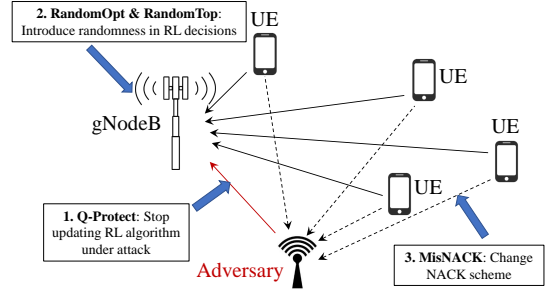 2. RandomOpt & RandomTop:
Introduce randomness in RL decisions
UE
UE
gNodeB
UE
UE
1. Q-Protect: Stop
updating RL algorithm
under attack
Adversary
3. MisNACK: Change
NACK scheme